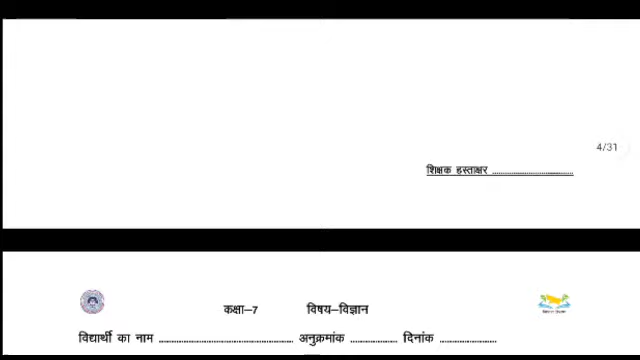 4/31
शिक्षक हस्ताक्षर ................................
कक्षा–7 विषय–विज्ञान
विद्यार्थी का नाम ..................................................... अनुक्रमांक ................... दिनांक .......................